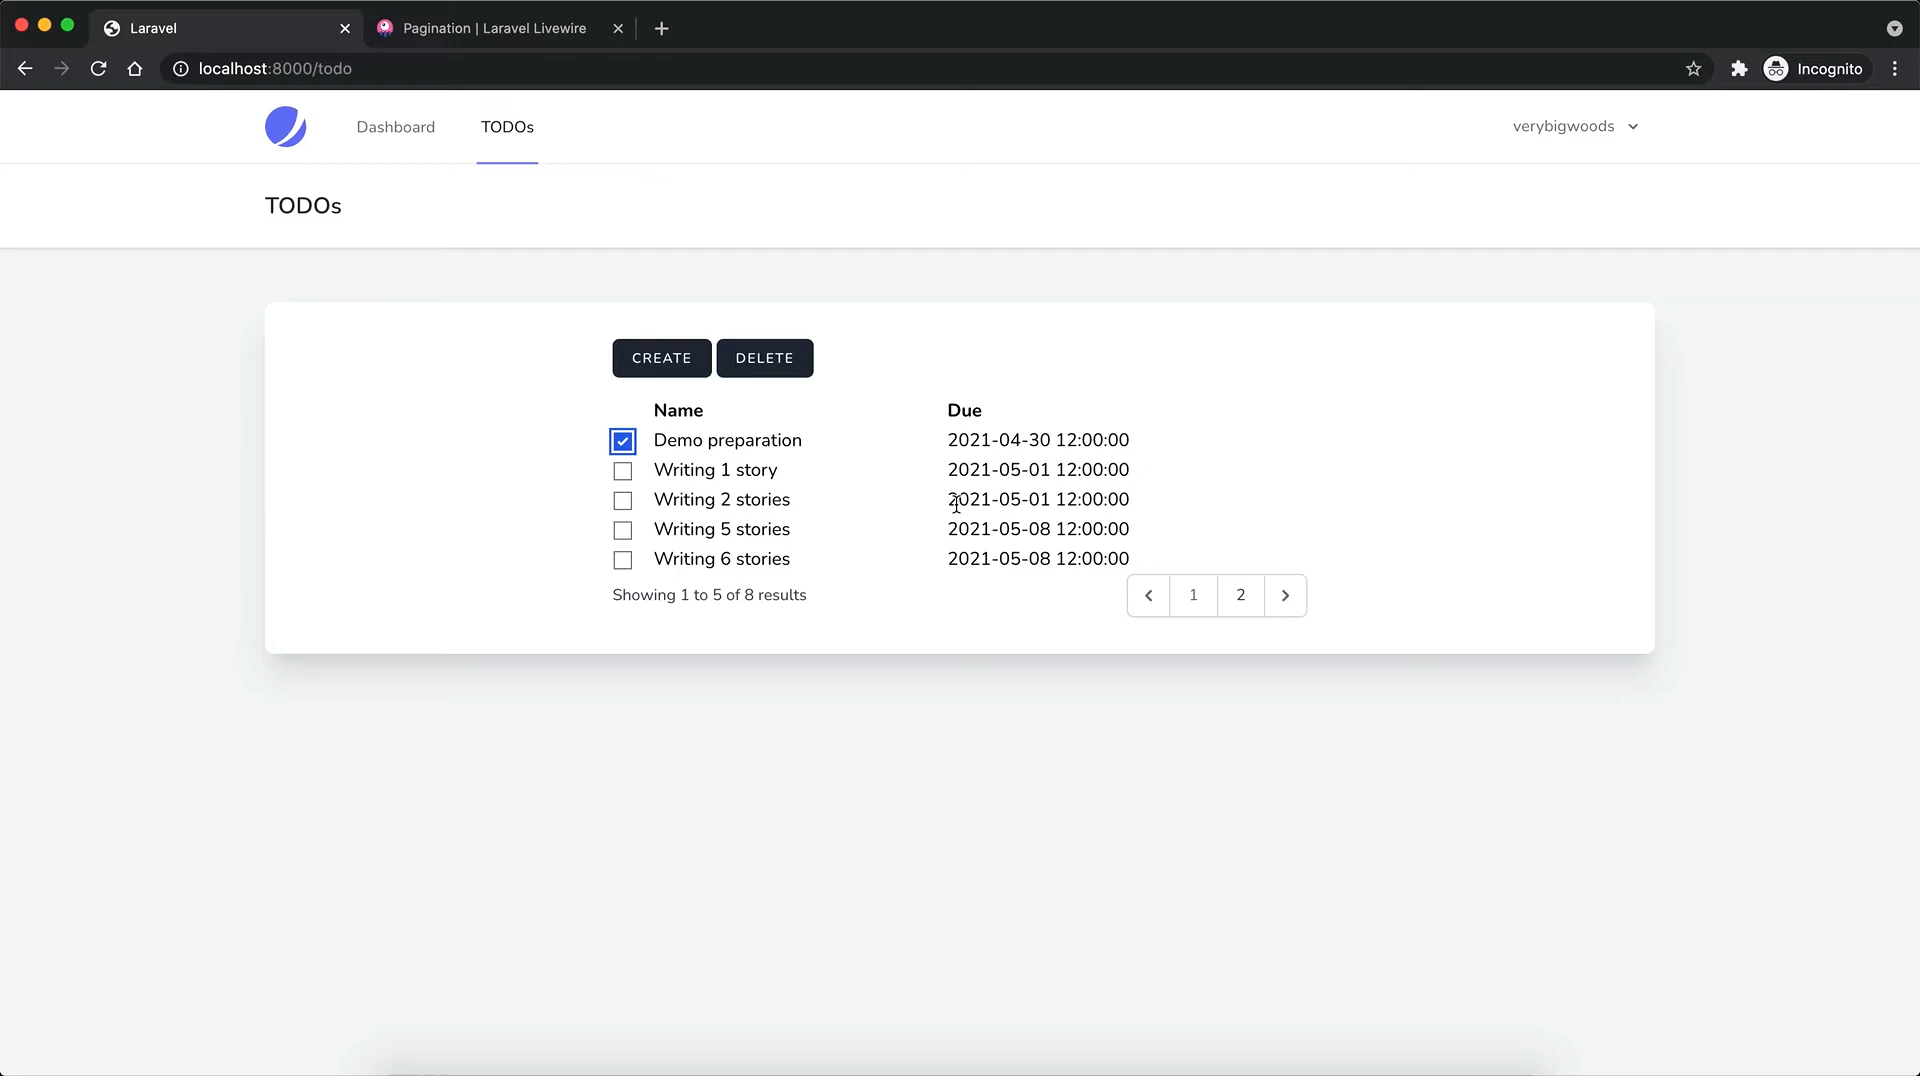 Laravel
Pagination | Laravel Livewire
localhost:8000/todo
Incognito
Dashboard
TODOs
verybigwoods
TODOs
CREATE
DELETE
Name Due
Demo preparation 2021-04-30 12:00:00
Writing 1 story 2021-05-01 12:00:00
Writing 2 stories 2021-05-01 12:00:00
Writing 5 stories 2021-05-08 12:00:00
Writing 6 stories 2021-05-08 12:00:00
Showing 1 to 5 of 8 results
1 2